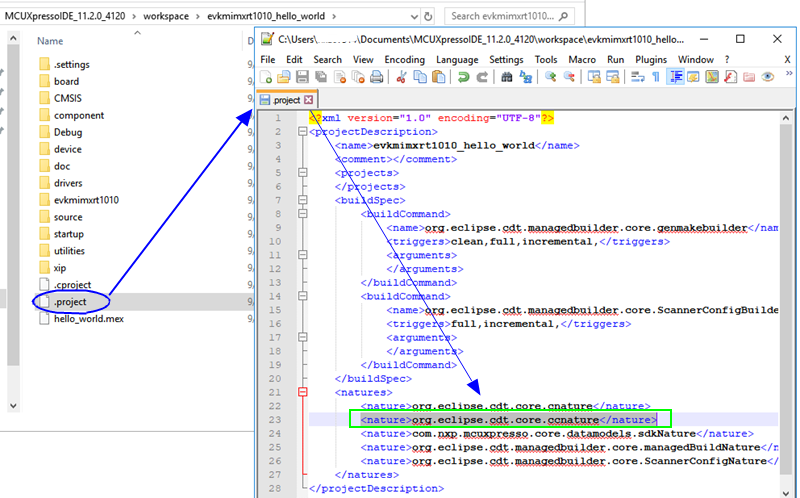 MCUXpressoIDE_11.2.0_4120 > workspace > evkmimxrt1010_hello_world >
Search evkmimxrt1010...
Name
.settings
board
CMSIS
component
Debug
device
doc
drivers
evkmimxrt1010
source
startup
utilities
xip
.cproject
.project
hello_world.mex
\Documents\MCUXpressoIDE_11.2.0_4120\workspace\evkmimxrt1010_hello...
File Edit Search View Encoding Language Settings Tools Macro Run Plugins Window ? X
.project
1 <?xml version="1.0" encoding="UTF-8"?>
2 <projectDescription>
3 <name>evkmimxrt1010_hello_world</name>
4 <comment></comment>
5 <projects>
6 </projects>
7 <buildSpec>
8 <buildCommand>
9 <name>org.eclipse.cdt.managedbuilder.core.genmakebuilder</na
10 <triggers>clean,full,incremental,</triggers>
11 <arguments>
12 </arguments>
13 </buildCommand>
14 <buildCommand>
15 <name>org.eclipse.cdt.managedbuilder.core.ScannerConfigBuilde
16 <triggers>full,incremental,</triggers>
17 <arguments>
18 </arguments>
19 </buildCommand>
20 </buildSpec>
21 <natures>
22 <nature>org.eclipse.cdt.core.cnature</nature>
23 <nature>org.eclipse.cdt.core.ccnature</nature>
24 <nature>com.nxp.mcuxpresso.core.datamodels.sdkNature</nature>
25 <nature>org.eclipse.cdt.managedbuilder.core.managedBuildNature</n
26 <nature>org.eclipse.cdt.managedbuilder.core.ScannerConfigNature</
27 </natures>
28 </projectDescription>